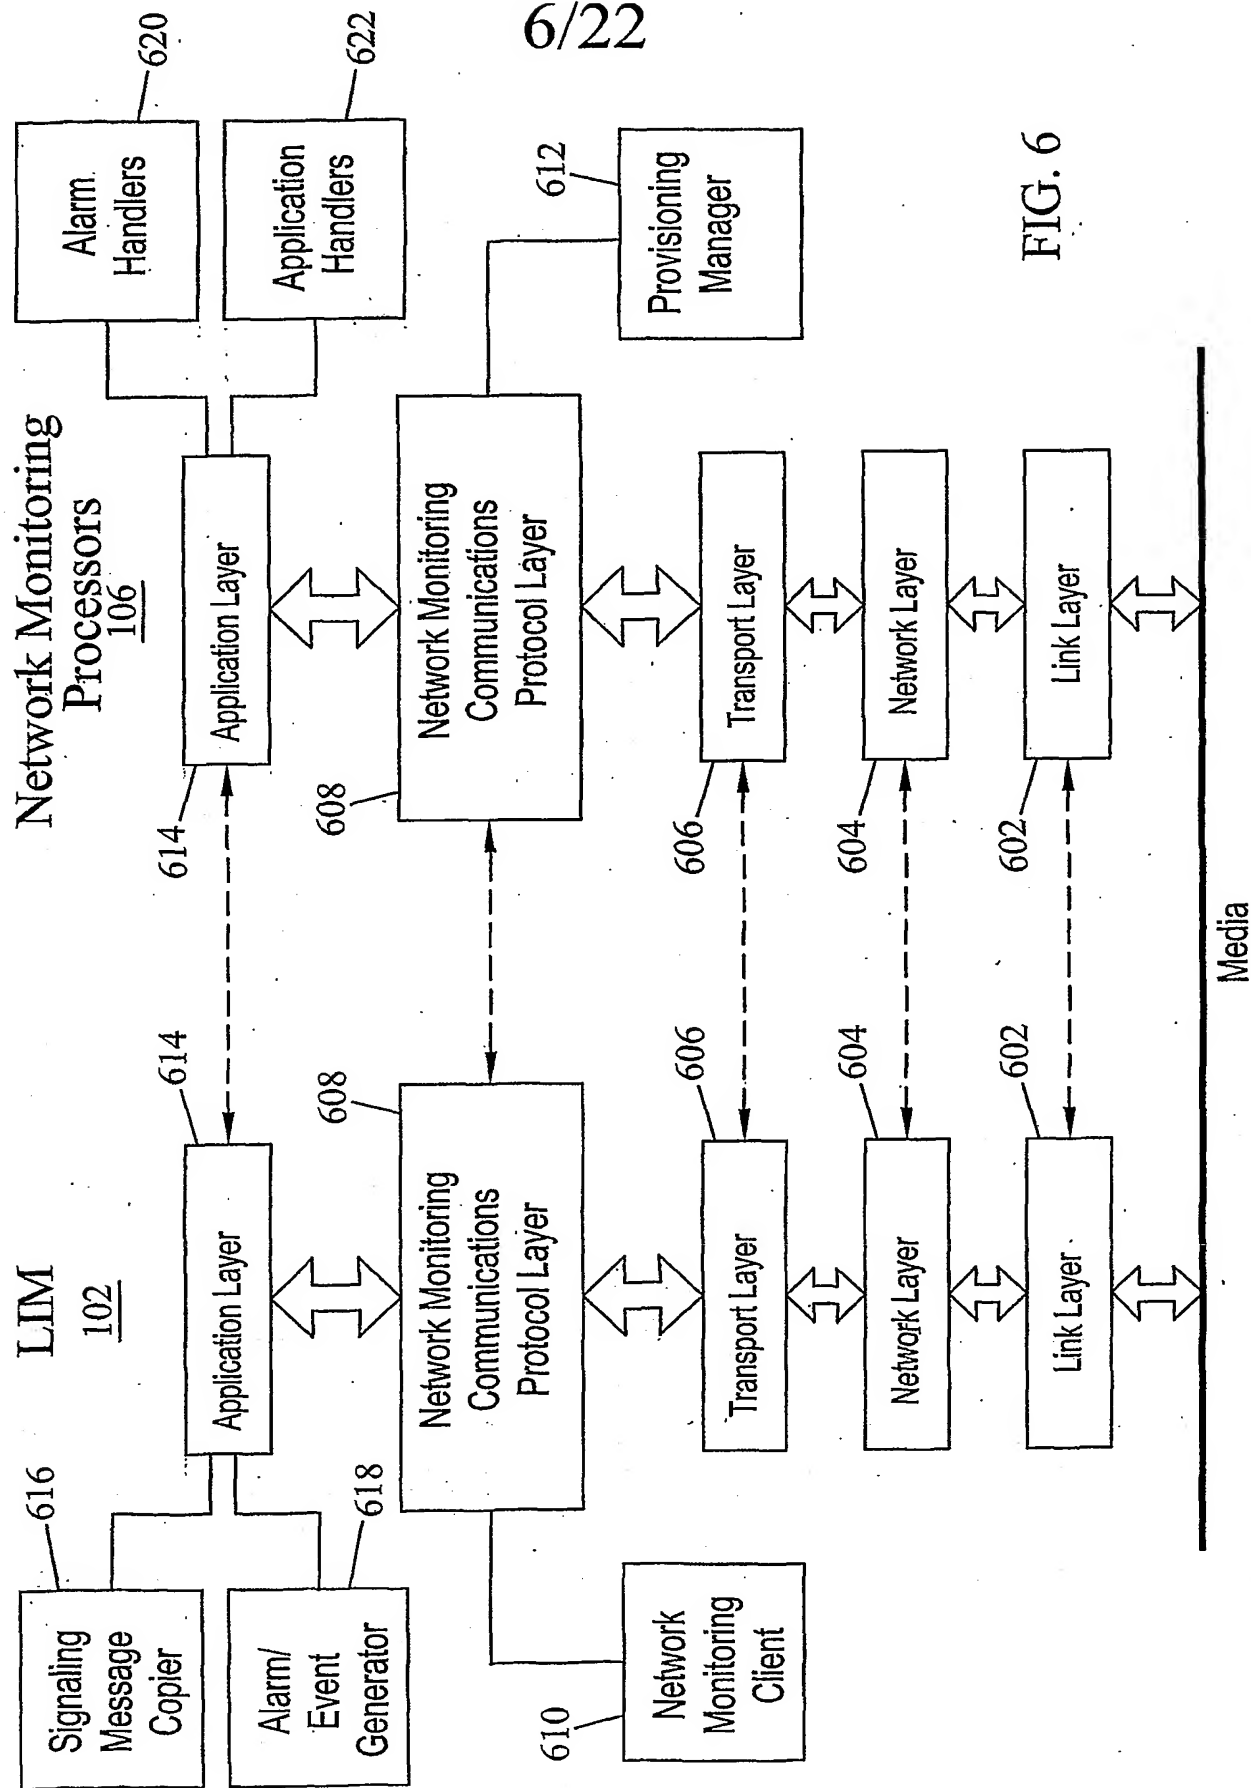 6/22
LIM
102
Network Monitoring
Processors
106
Signaling
Message
Copier
616
Alarm/
Event
Generator
618
Application Layer
614
614
Application Layer
Alarm
Handlers
620
Application
Handlers
622
Network Monitoring
Communications
Protocol Layer
608
608
Network Monitoring
Communications
Protocol Layer
Network
Monitoring
Client
610
Provisioning
Manager
612
Transport Layer
606
606
Transport Layer
Network Layer
604
604
Network Layer
Link Layer
602
602
Link Layer
Media
FIG. 6